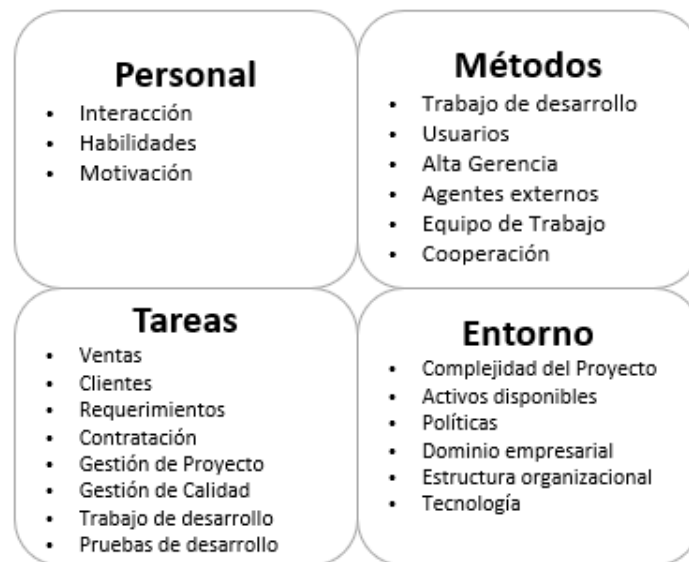 Personal
• Interacción
• Habilidades
• Motivación
Métodos
• Trabajo de desarrollo
• Usuarios
• Alta Gerencia
• Agentes externos
• Equipo de Trabajo
• Cooperación
Tareas
• Ventas
• Clientes
• Requerimientos
• Contratación
• Gestión de Proyecto
• Gestión de Calidad
• Trabajo de desarrollo
• Pruebas de desarrollo
Entorno
• Complejidad del Proyecto
• Activos disponibles
• Políticas
• Dominio empresarial
• Estructura organizacional
• Tecnología